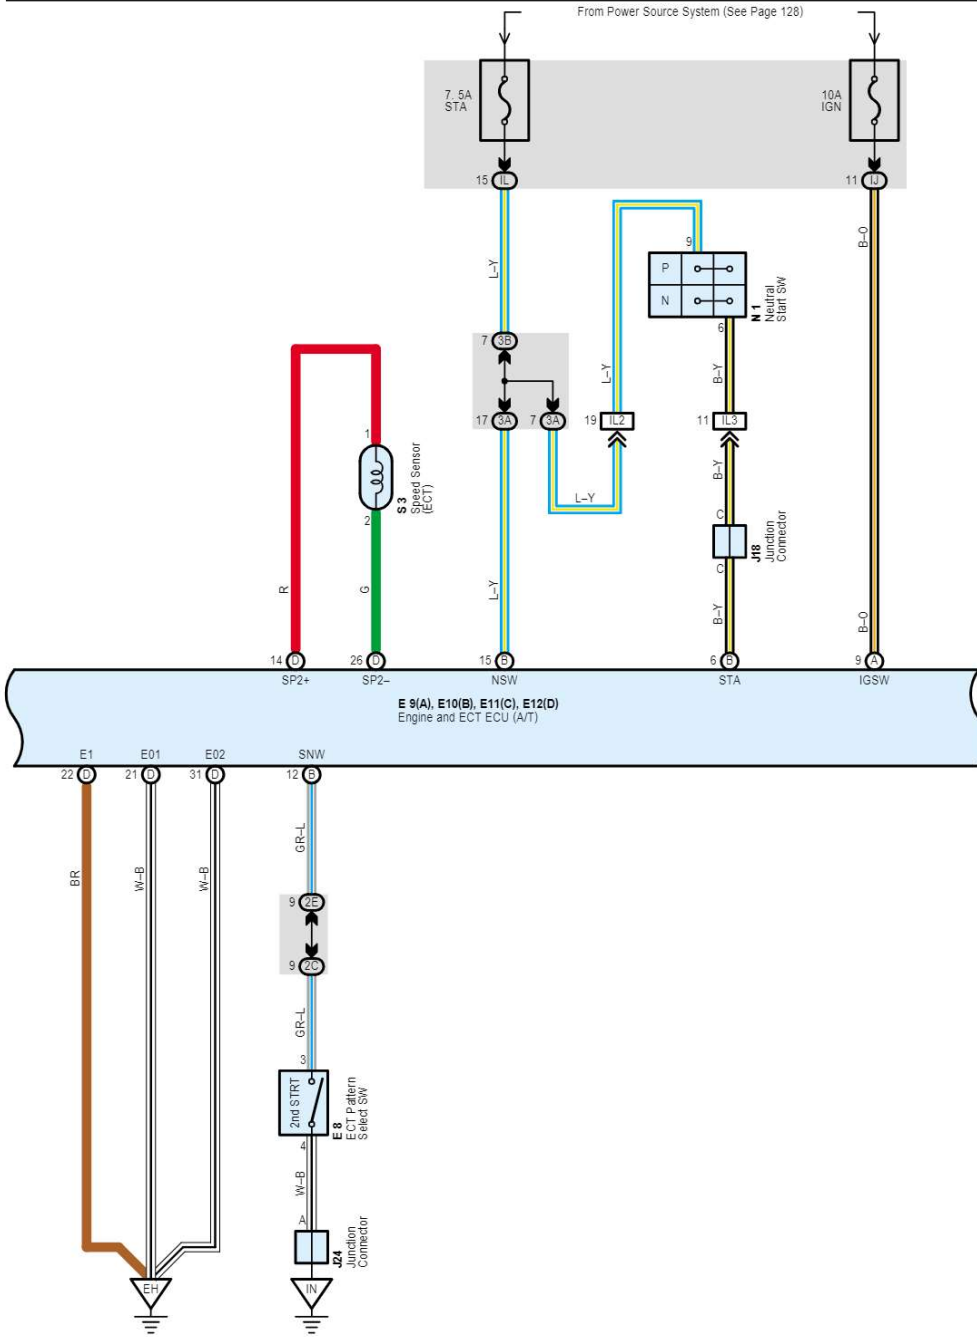 From Power Source System (See Page 128)
7. 5A
STA
10A
IGN
15 IL
11 IJ
L–Y
B–O
9
P
N
N 1
Neutral
Start SW
6
7 3B
L–Y
B–Y
17 3A
7 3A
19 IL2
11 IL3
1
S 3
Speed Sensor
(ECT)
2
L–Y
B–Y
C
J18
Junction
Connector
C
R
G
L–Y
B–Y
B–O
14 D
26 D
15 B
6 B
9 A
SP2+
SP2–
NSW
STA
IGSW
E 9(A), E10(B), E11(C), E12(D)
Engine and ECT ECU (A/T)
E1
E01
E02
SNW
22 D
21 D
31 D
12 B
BR
W–B
W–B
GR–L
9 2E
9 2C
GR–L
3
2nd STRT
E 8
ECT Pattern
Select SW
4
W–B
A
J24
Junction
Connector
EH
IN